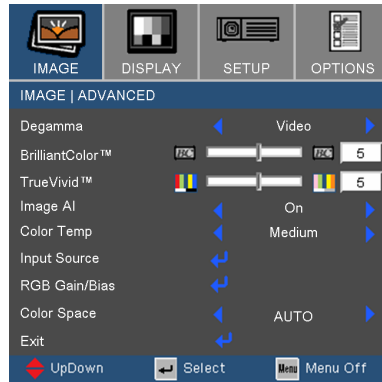 IMAGE DISPLAY SETUP OPTIONS
IMAGE | ADVANCED
Degamma Video
BrilliantColor™ 5
TrueVivid™ 5
Image AI On
Color Temp Medium
Input Source
RGB Gain/Bias
Color Space AUTO
Exit
UpDown Select Menu Menu Off